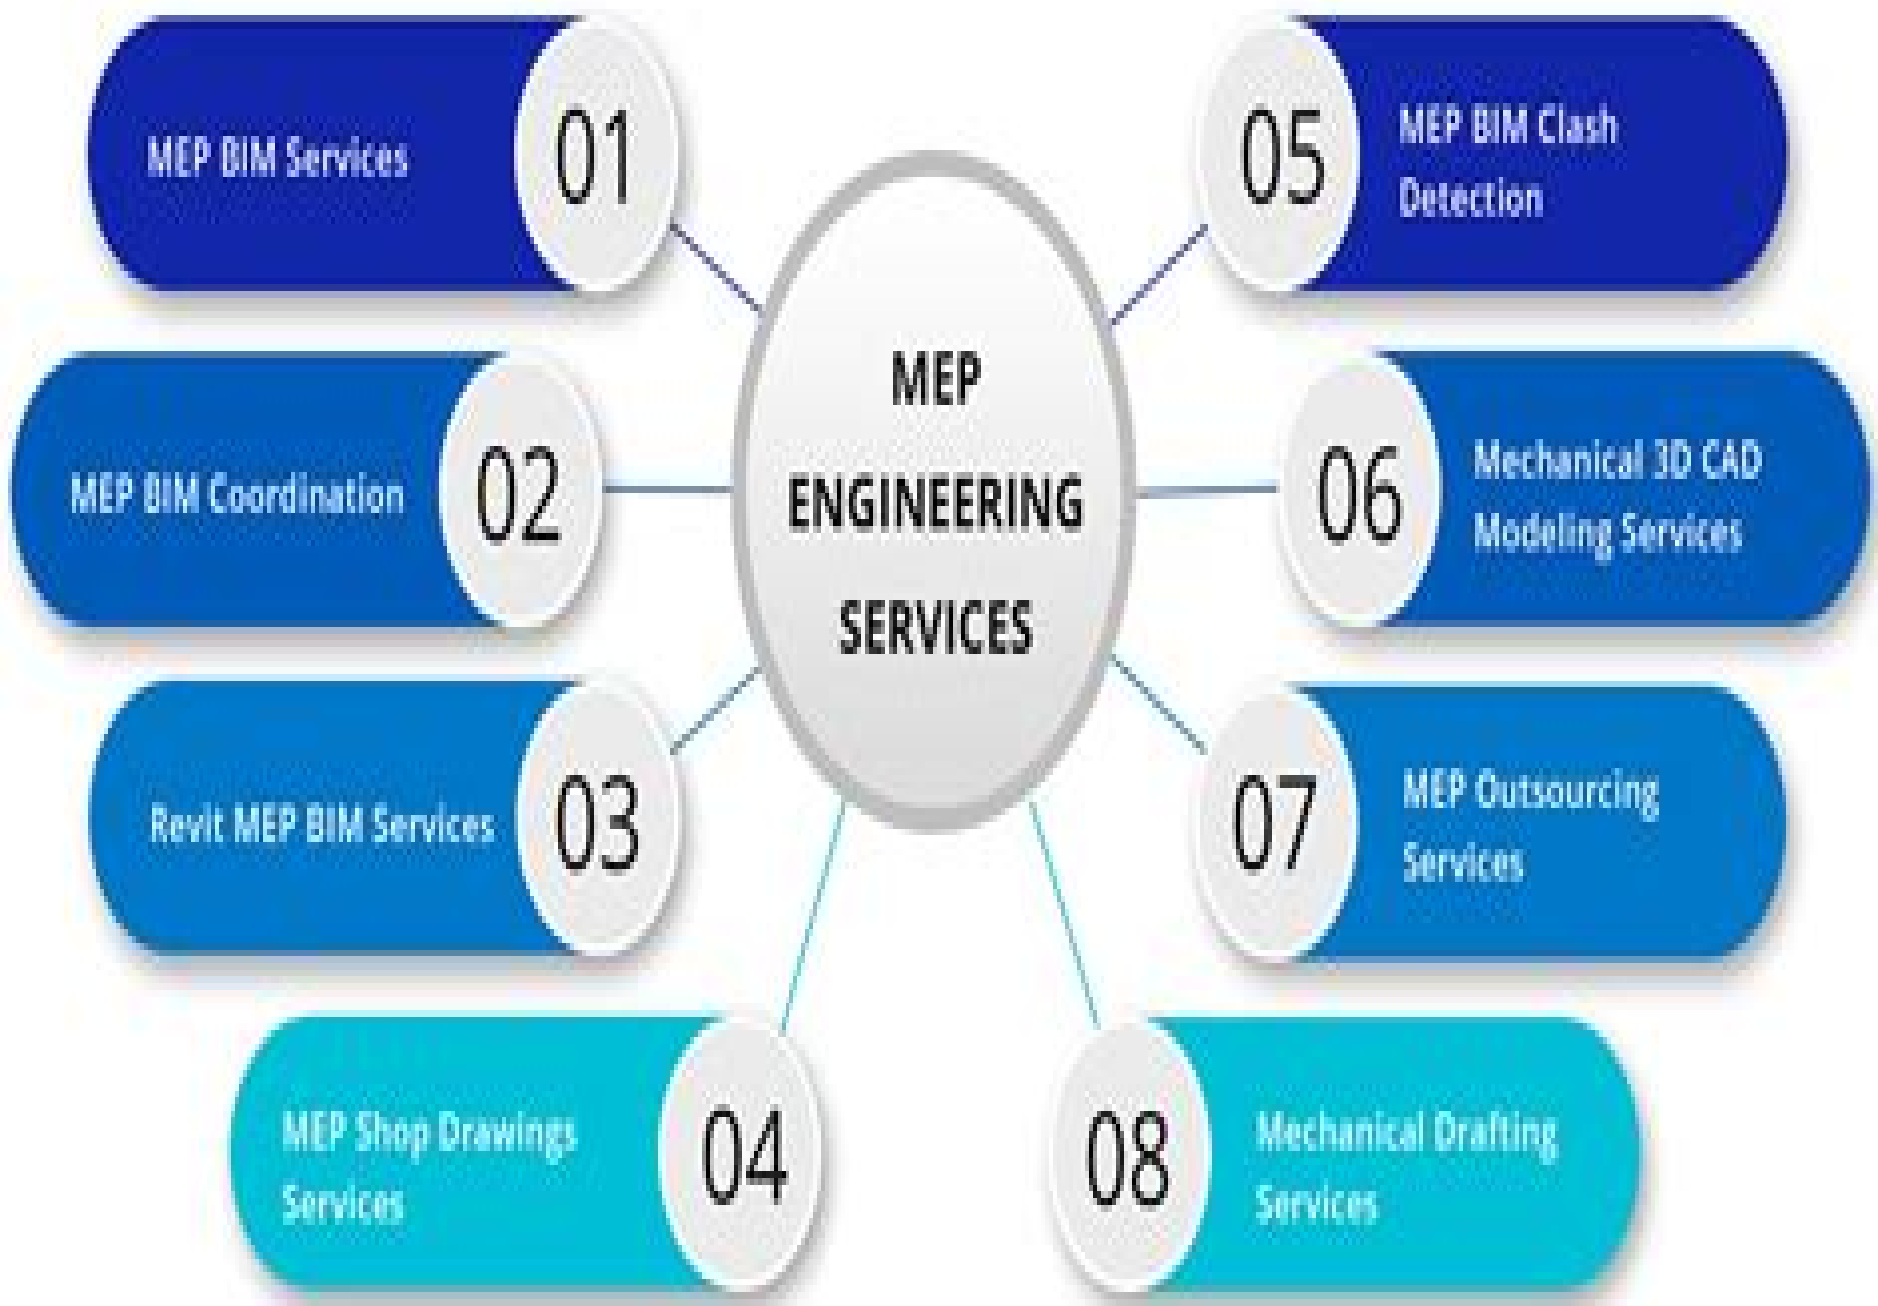 MEP BIM Services
01
MEP BIM Coordination
02
Revit MEP BIM Services
03
MEP Shop Drawings
Services
04
MEP
ENGINEERING
SERVICES
05
MEP BIM Clash
Detection
06
Mechanical 3D CAD
Modeling Services
07
MEP Outsourcing
Services
08
Mechanical Drafting
Services